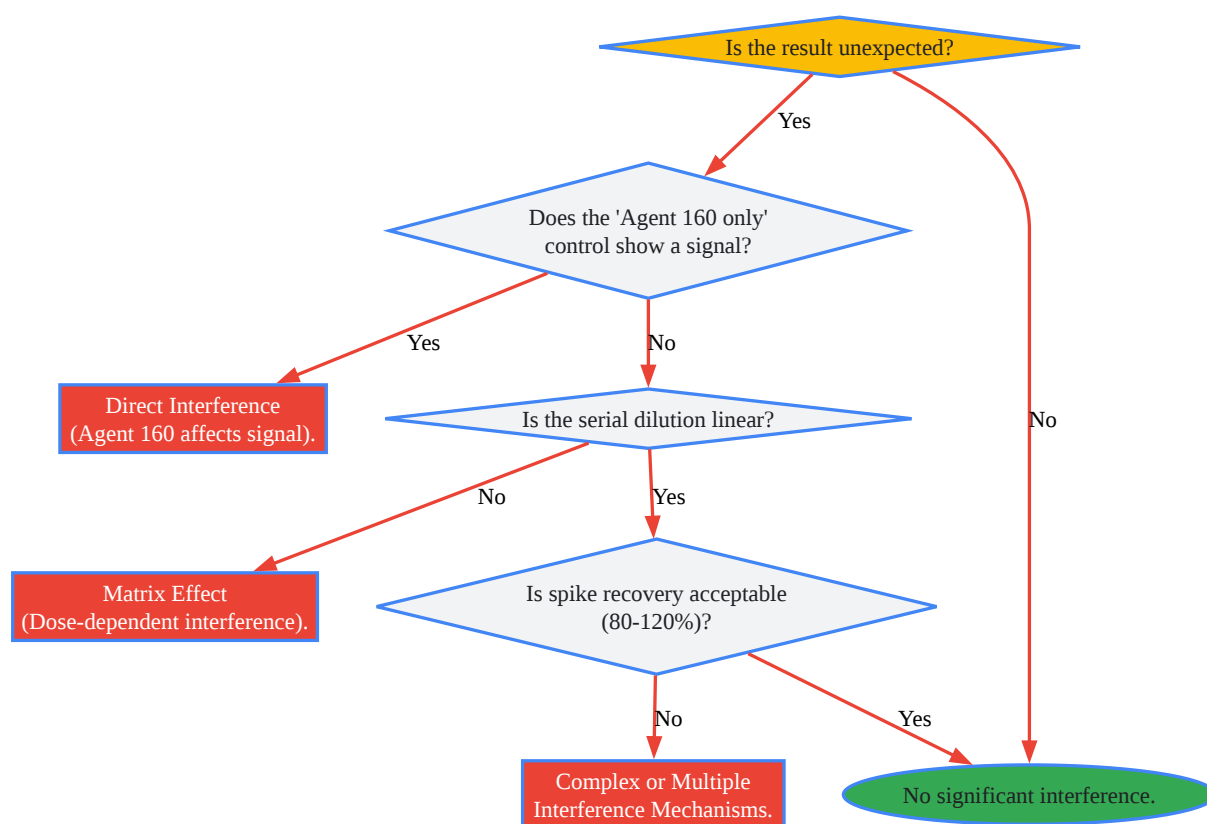 Is the result unexpected?
Yes
Does the 'Agent 160 only'
control show a signal?
Yes
No
Direct Interference
(Agent 160 affects signal).
Is the serial dilution linear?
No
No
Yes
Matrix Effect
(Dose-dependent interference).
Is spike recovery acceptable
(80-120%)?
No
Yes
Complex or Multiple
Interference Mechanisms.
No significant interference.